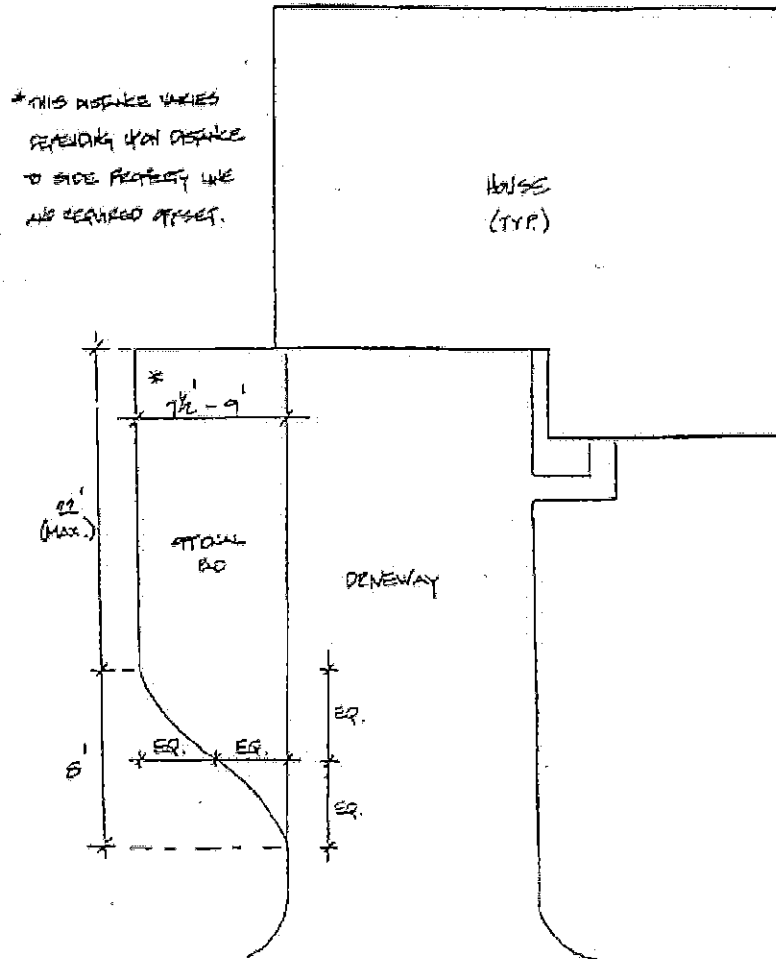 * THIS DISTANCE VARIES
DEPENDING UPON DISTANCE
TO SIDE PROPERTY LINE
AND REQUIRED OFFSET.
HOUSE
(TYP.)
*
7½' - 9'
22'
(MAX.)
OPTIONAL
PAD
DRIVEWAY
EQ.
EQ. EQ.
8'
EQ.